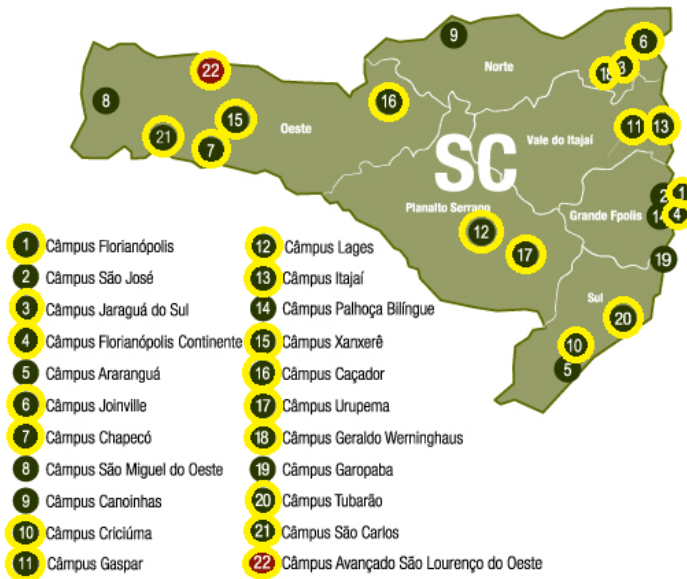 9
6
Norte
18 3
22
8
16
15
Oeste
21
7
11 13
Vale do Itajaí
SC
Planalto Serrano
Grande Fpolis
2 1
14 4
12
17
19
Sul
20
10
5
1 Câmpus Florianópolis
2 Câmpus São José
3 Câmpus Jaraguá do Sul
4 Câmpus Florianópolis Continente
5 Câmpus Araranguá
6 Câmpus Joinville
7 Câmpus Chapecó
8 Câmpus São Miguel do Oeste
9 Câmpus Canoinhas
10 Câmpus Criciúma
11 Câmpus Gaspar
12 Câmpus Lages
13 Câmpus Itajaí
14 Câmpus Palhoça Bilíngue
15 Câmpus Xanxerê
16 Câmpus Caçador
17 Câmpus Urupema
18 Câmpus Geraldo Werninghaus
19 Câmpus Garopaba
20 Câmpus Tubarão
21 Câmpus São Carlos
22 Câmpus Avançado São Lourenço do Oeste